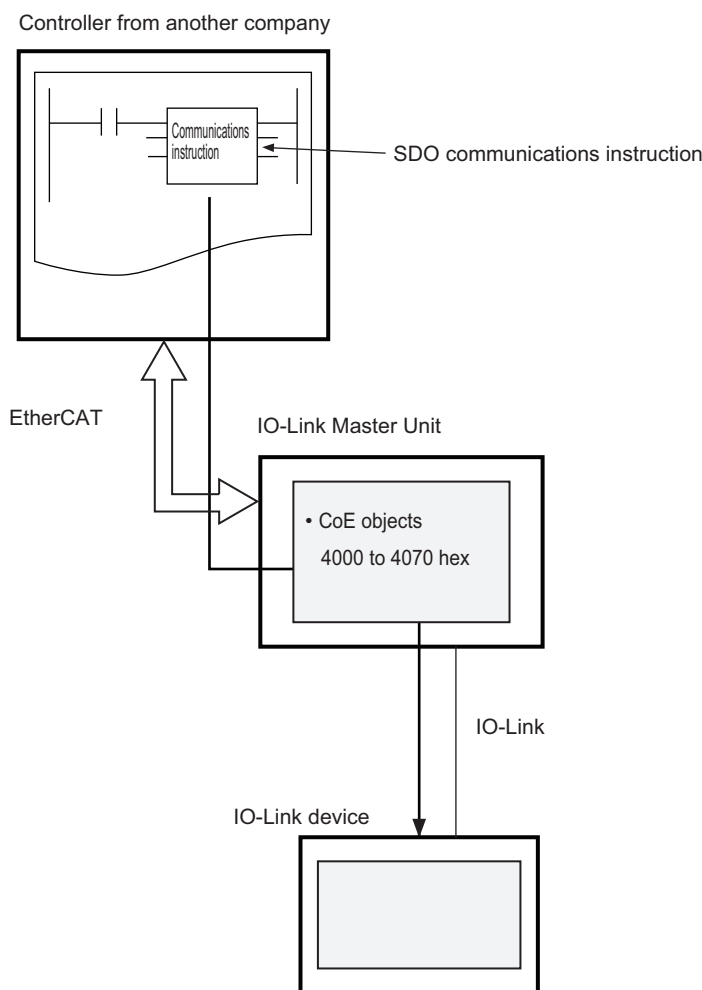 Controller from another company
Communications
instruction
SDO communications instruction
EtherCAT
IO-Link Master Unit
• CoE objects
4000 to 4070 hex
IO-Link
IO-Link device